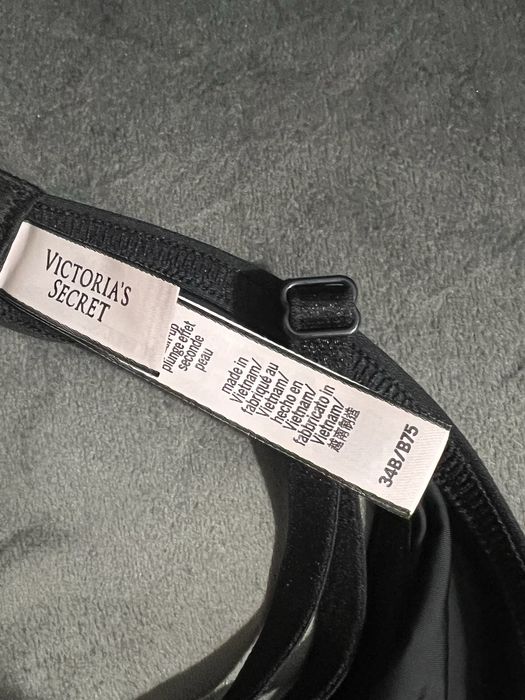 VICTORIA'S
SECRET
plunge effet
seconde
peau
made in
Vietnam/
fabriqué au
Vietnam/
hecho en
Vietnam/
fabbricato in
Vietnam/
越南制造
34B/B75